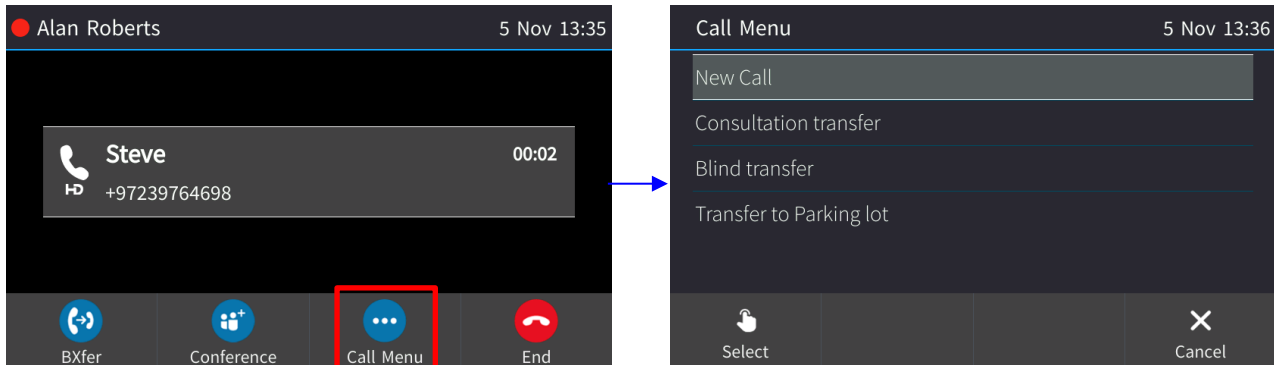 Alan Roberts 5 Nov 13:35
Steve 00:02
HD +97239764698
BXfer Conference Call Menu End
Call Menu 5 Nov 13:36
New Call
Consultation transfer
Blind transfer
Transfer to Parking lot
Select Cancel